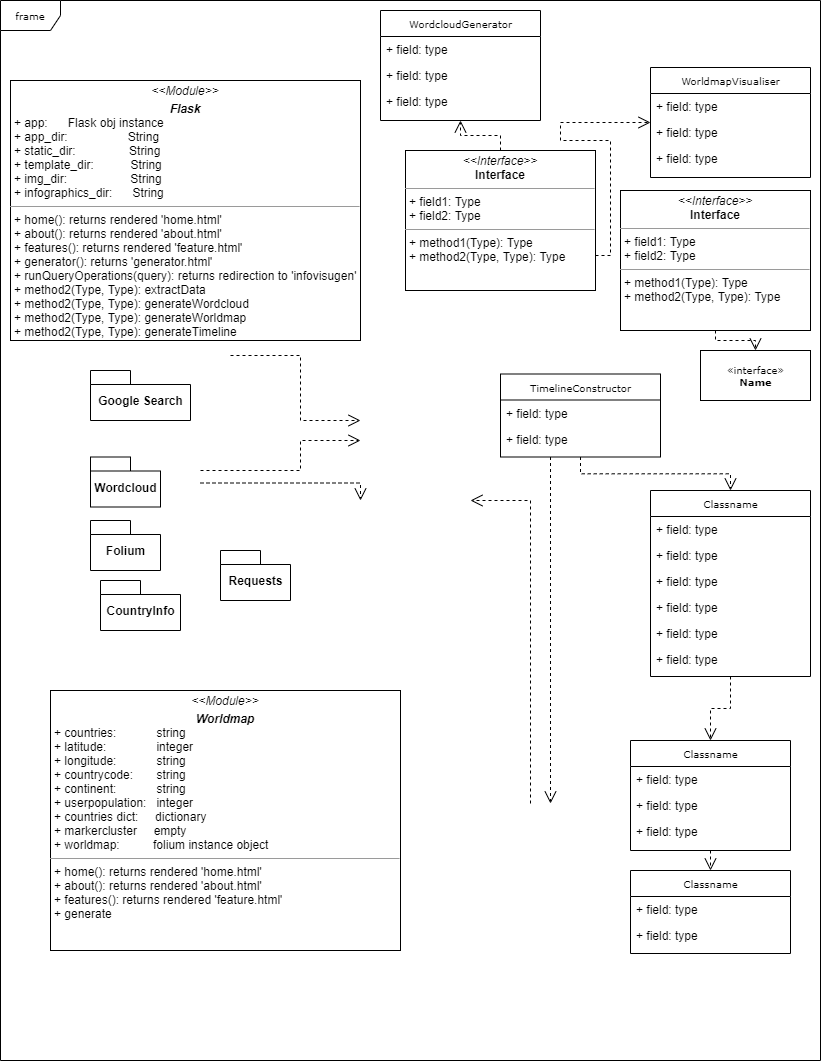 frame
WordcloudGenerator
+ field: type
+ field: type
+ field: type
WorldmapVisualiser
+ field: type
+ field: type
+ field: type
<<Module>>
Flask
+ app: Flask obj instance
+ app_dir: String
+ static_dir: String
+ template_dir: String
+ img_dir: String
+ infographics_dir: String
+ home(): returns rendered 'home.html'
+ about(): returns rendered 'about.html'
+ features(): returns rendered 'feature.html'
+ generator(): returns 'generator.html'
+ runQueryOperations(query): returns redirection to 'infovisugen'
+ method2(Type, Type): extractData
+ method2(Type, Type): generateWordcloud
+ method2(Type, Type): generateWorldmap
+ method2(Type, Type): generateTimeline
<<Interface>>
Interface
+ field1: Type
+ field2: Type
+ method1(Type): Type
+ method2(Type, Type): Type
<<Interface>>
Interface
+ field1: Type
+ field2: Type
+ method1(Type): Type
+ method2(Type, Type): Type
«interface»
Name
Google Search
TimelineConstructor
+ field: type
+ field: type
Wordcloud
Folium
Requests
CountryInfo
Classname
+ field: type
+ field: type
+ field: type
+ field: type
+ field: type
+ field: type
<<Module>>
Worldmap
+ countries: string
+ latitude: integer
+ longitude: string
+ countrycode: string
+ continent: string
+ userpopulation: integer
+ countries dict: dictionary
+ markercluster empty
+ worldmap: folium instance object
+ home(): returns rendered 'home.html'
+ about(): returns rendered 'about.html'
+ features(): returns rendered 'feature.html'
+ generate
Classname
+ field: type
+ field: type
+ field: type
Classname
+ field: type
+ field: type